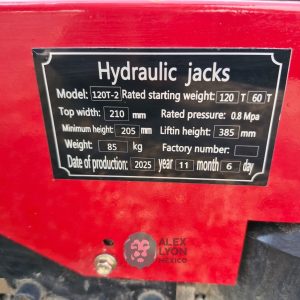 Hydraulic jacks
Model: 120T-2 Rated starting weight: 120 T 60 T
Top width: 210 mm Rated pressure: 0.8 Mpa
Minimum height: 205 mm Liftin height: 385 mm
Weight: 85 kg Factory number:
Date of production: 2025 year 11 month 6 day
ALEX
LYON
MEXICO